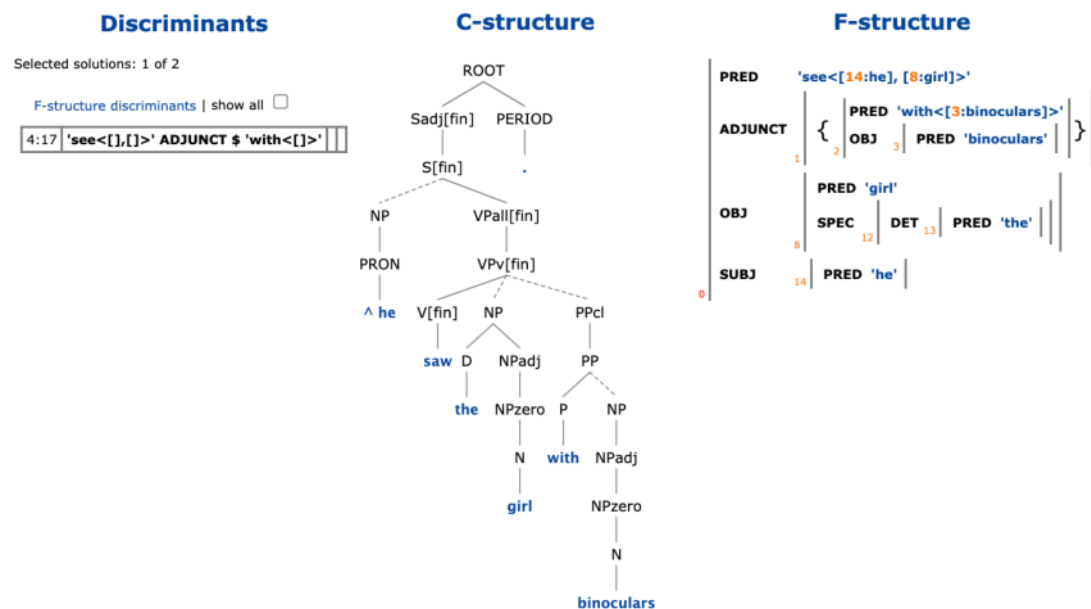 Discriminants
Selected solutions: 1 of 2
F-structure discriminants | show all
4:17 'see<[],[]>' ADJUNCT $ 'with<[]>'
C-structure
ROOT
Sadj[fin] PERIOD
S[fin] .
NP VPall[fin]
PRON VPv[fin]
^ he V[fin] NP PPcl
saw D NPadj PP
the NPzero P NP
N with NPadj
girl NPzero
N
binoculars
F-structure
PRED 'see<[14:he], [8:girl]>'
PRED 'with<[3:binoculars]>'
ADJUNCT { }
OBJ PRED 'binoculars'
1 2 3
PRED 'girl'
OBJ
SPEC DET PRED 'the'
8 12 13
SUBJ PRED 'he'
0 14